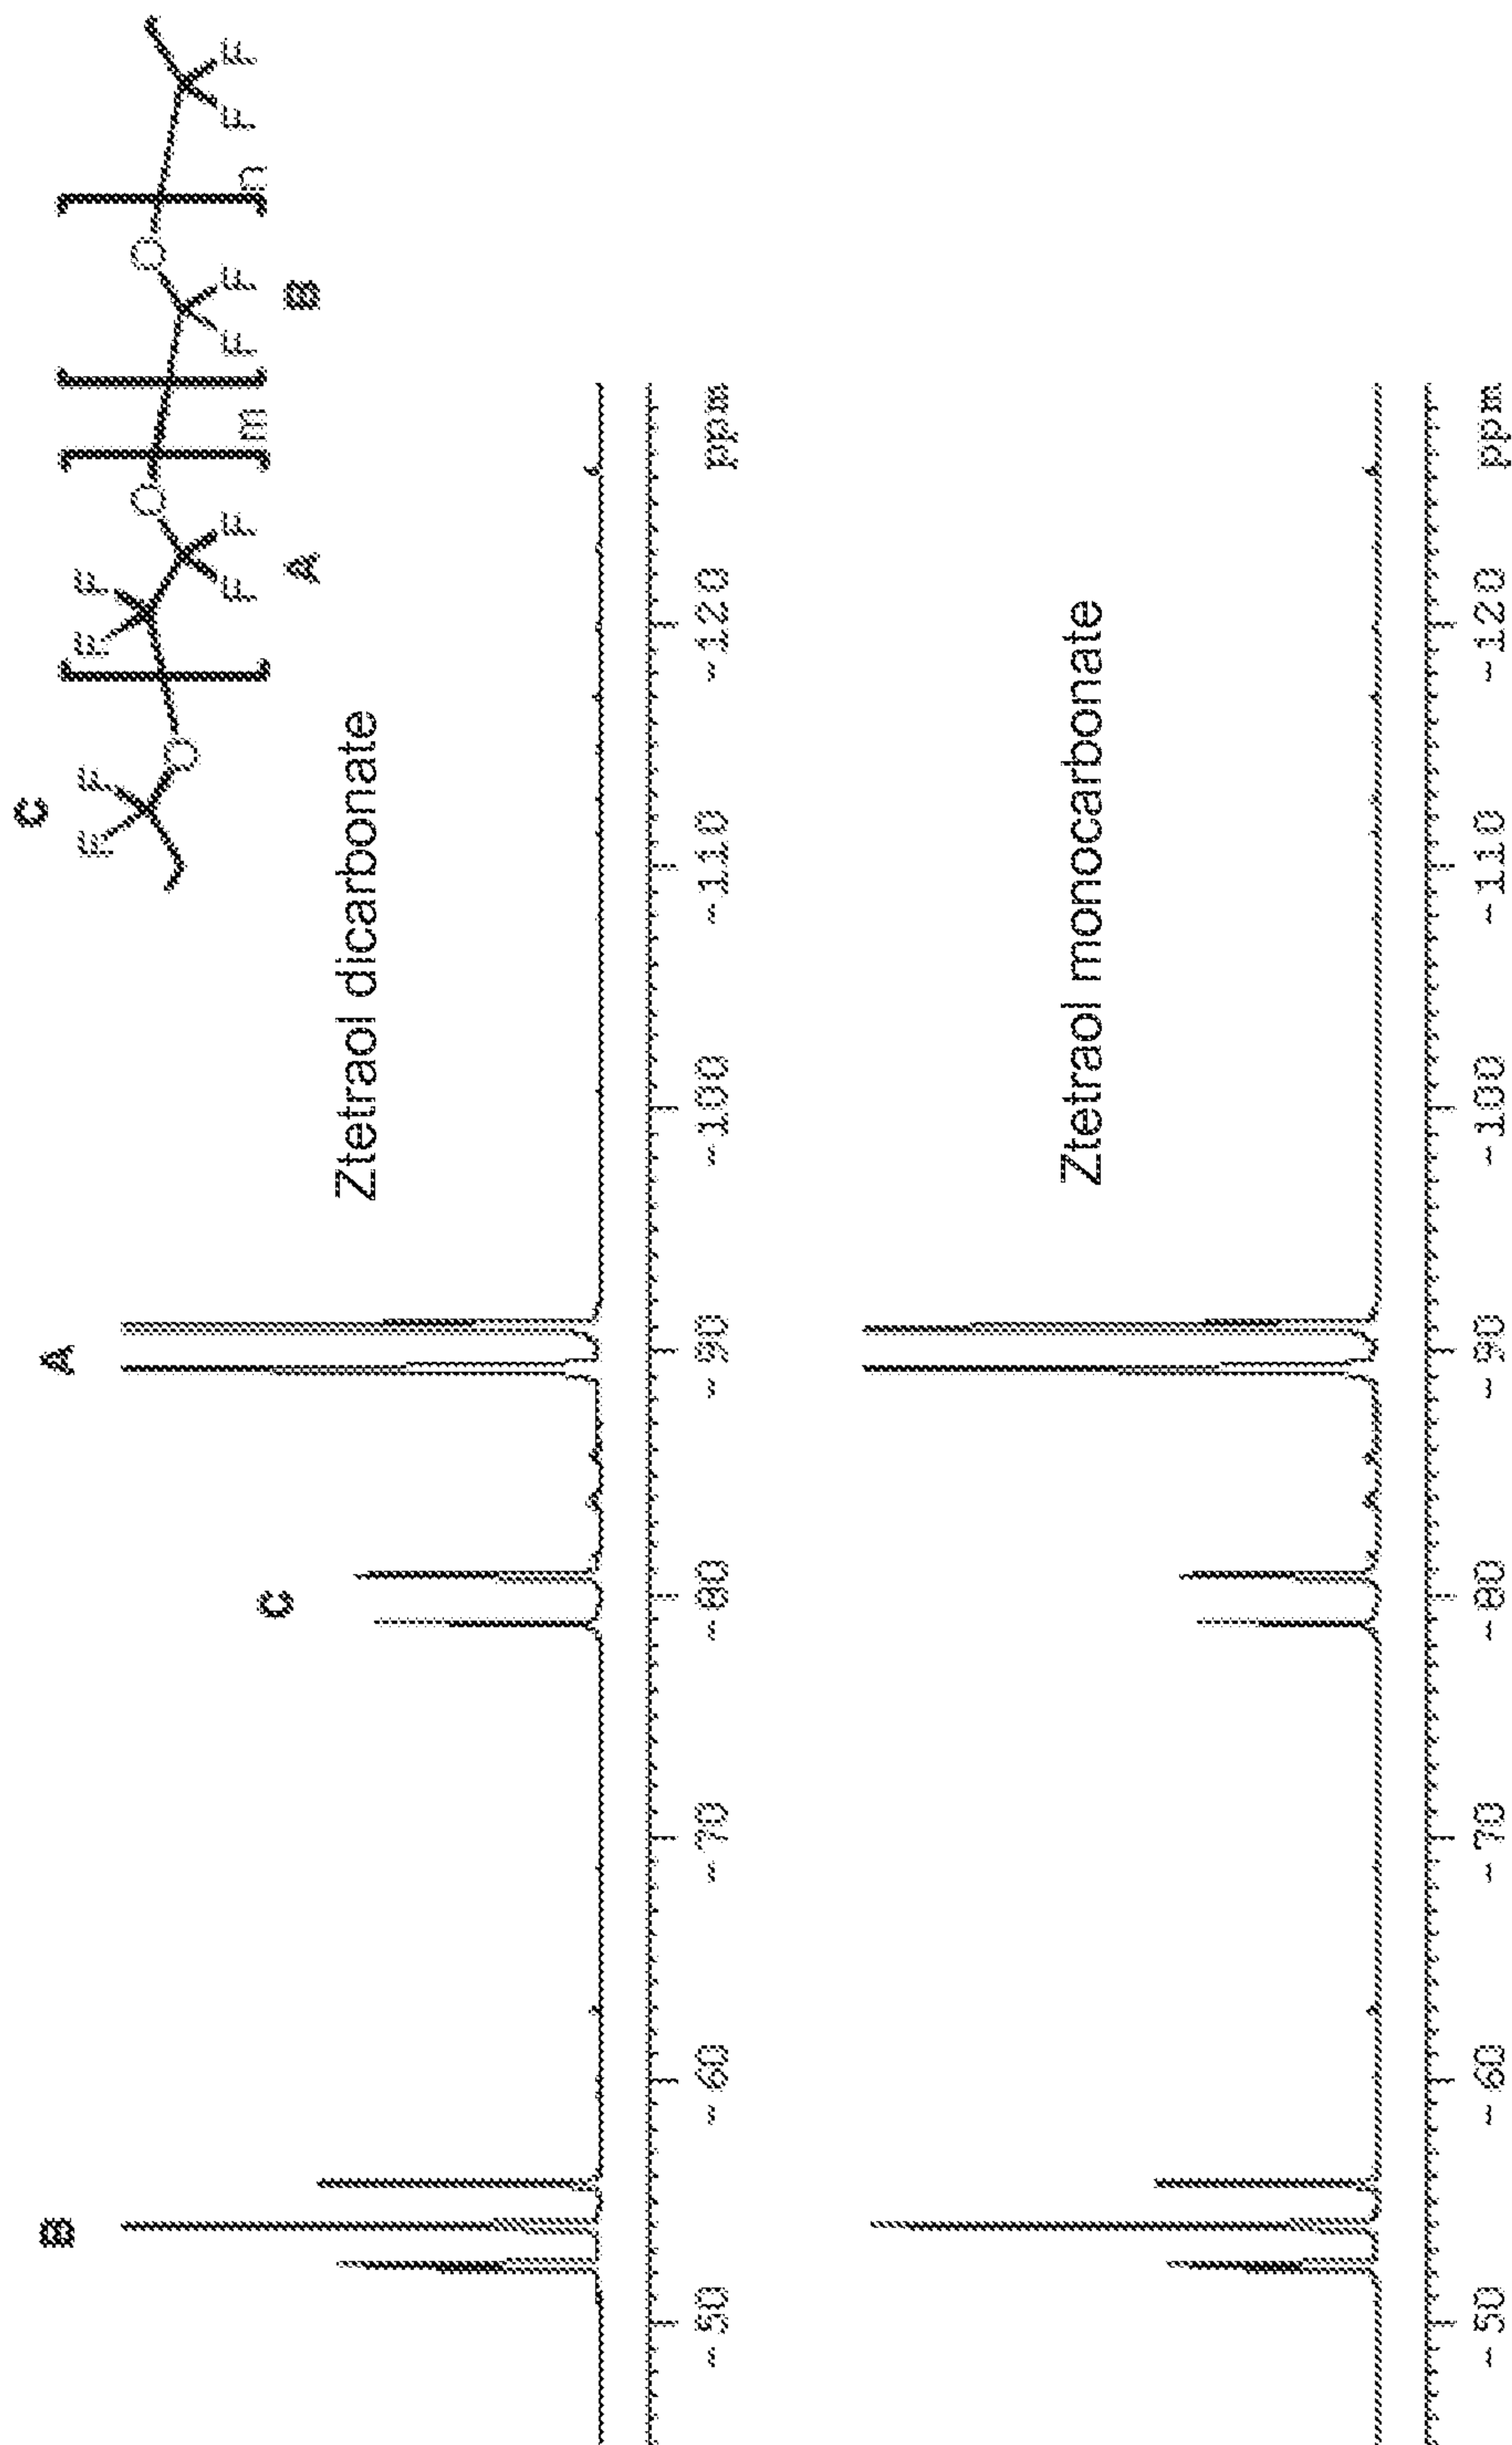 C
F F F F
O O O
[ ] m [ ] n
F F F F F F
A B
Ztetraol dicarbonate
B C A
-50 -60 -70 -80 -90 -100 -110 -120 ppm
Ztetraol monocarbonate
-50 -60 -70 -80 -90 -100 -110 -120 ppm